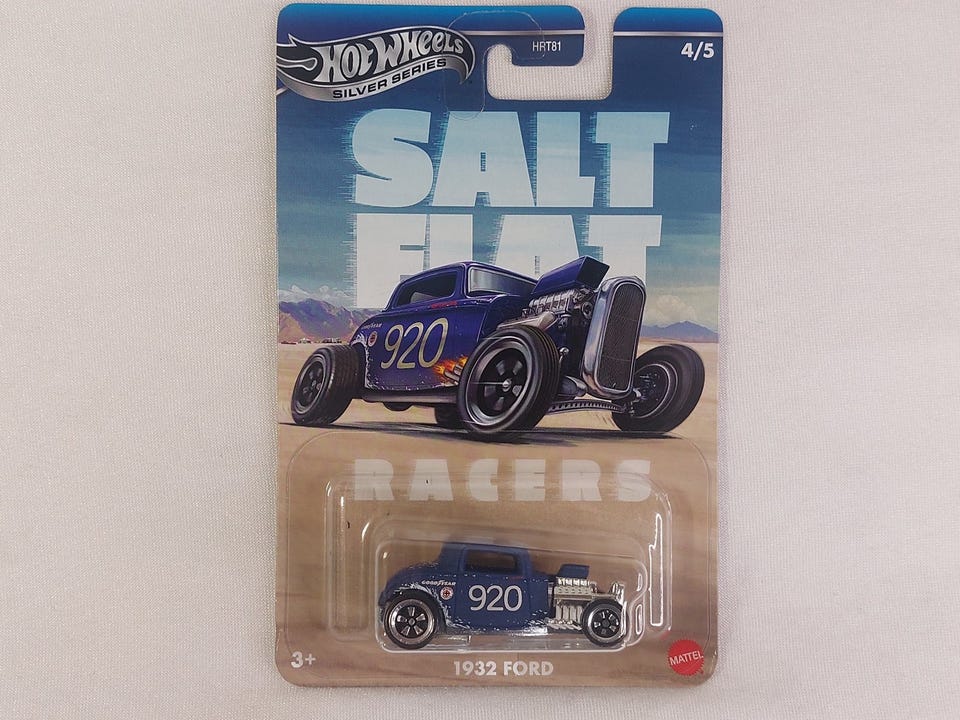 HOT WHEELS
SILVER SERIES
HRT81
4/5
SALT
FLAT
GOODYEAR
920
RACERS
GOODYEAR
920
3+
1932 FORD
MATTEL